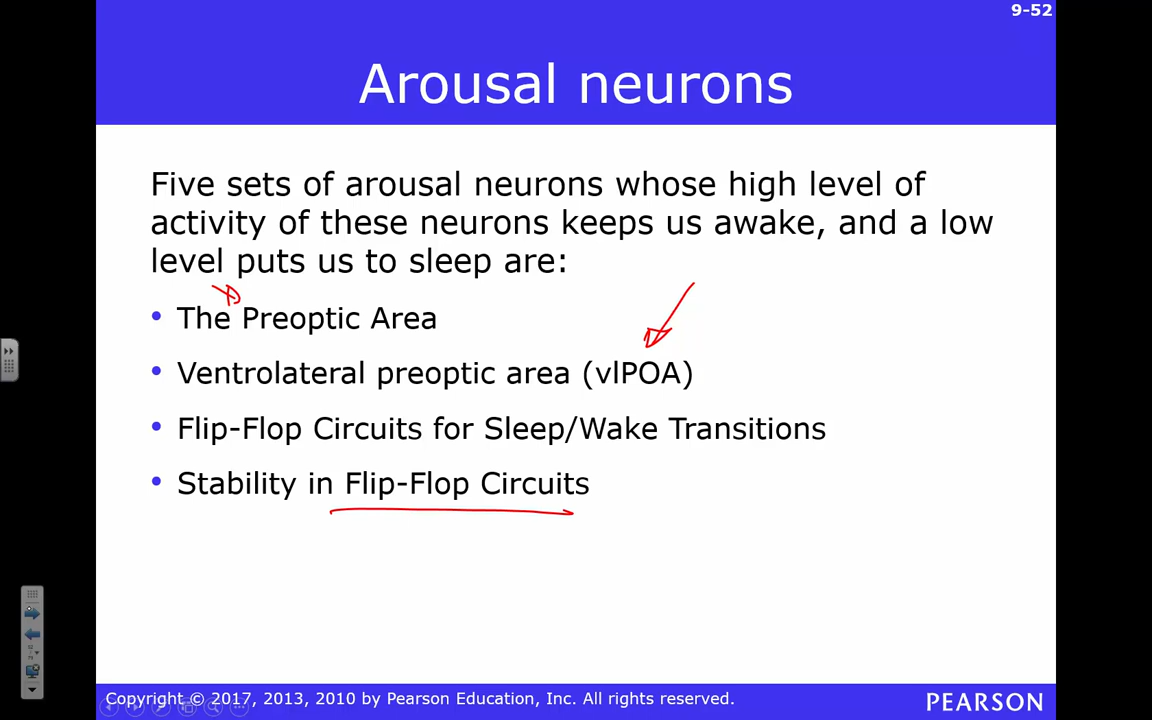 9-52
Arousal neurons
Five sets of arousal neurons whose high level of
activity of these neurons keeps us awake, and a low
level puts us to sleep are:
• The Preoptic Area
• Ventrolateral preoptic area (vlPOA)
• Flip-Flop Circuits for Sleep/Wake Transitions
• Stability in Flip-Flop Circuits
Copyright © 2017, 2013, 2010 by Pearson Education, Inc. All rights reserved.
PEARSON